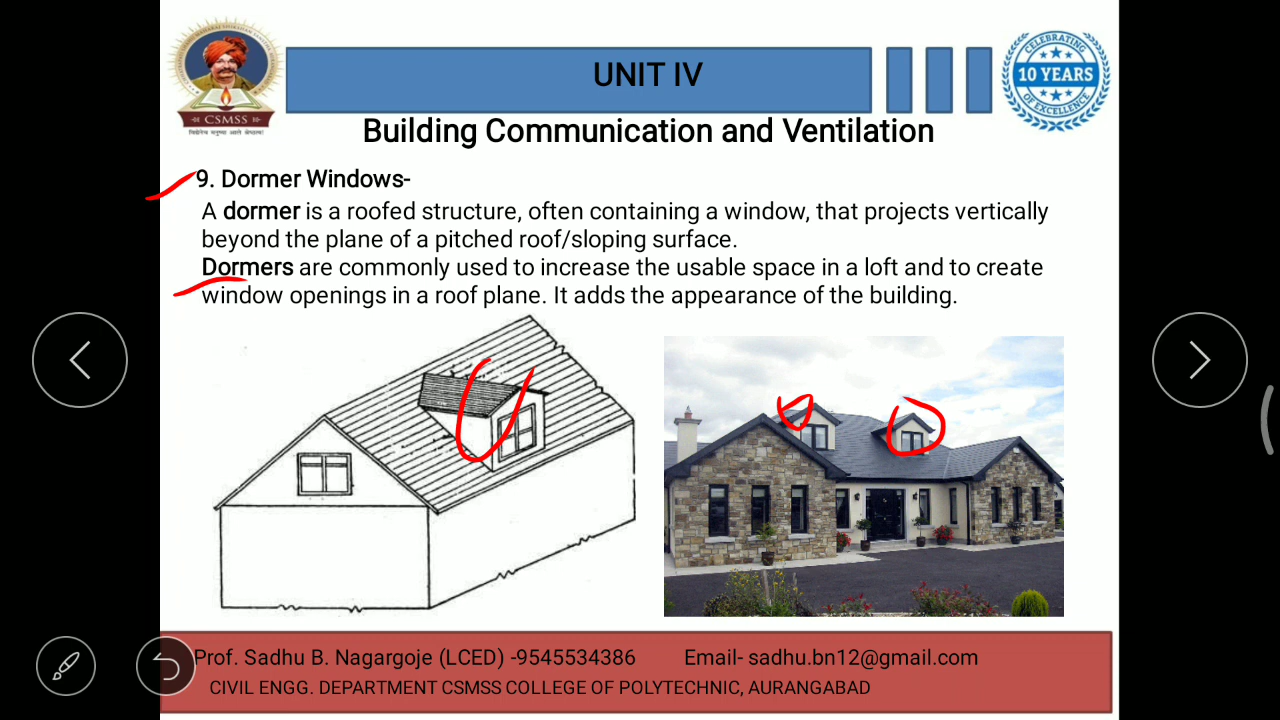 UNIT IV
CELEBRATING
10 YEARS
OF EXCELLENCE
CSMSS
Building Communication and Ventilation
9. Dormer Windows-
A dormer is a roofed structure, often containing a window, that projects vertically
beyond the plane of a pitched roof/sloping surface.
Dormers are commonly used to increase the usable space in a loft and to create
window openings in a roof plane. It adds the appearance of the building.
Prof. Sadhu B. Nagargoje (LCED) -9545534386 Email- sadhu.bn12@gmail.com
CIVIL ENGG. DEPARTMENT CSMSS COLLEGE OF POLYTECHNIC, AURANGABAD